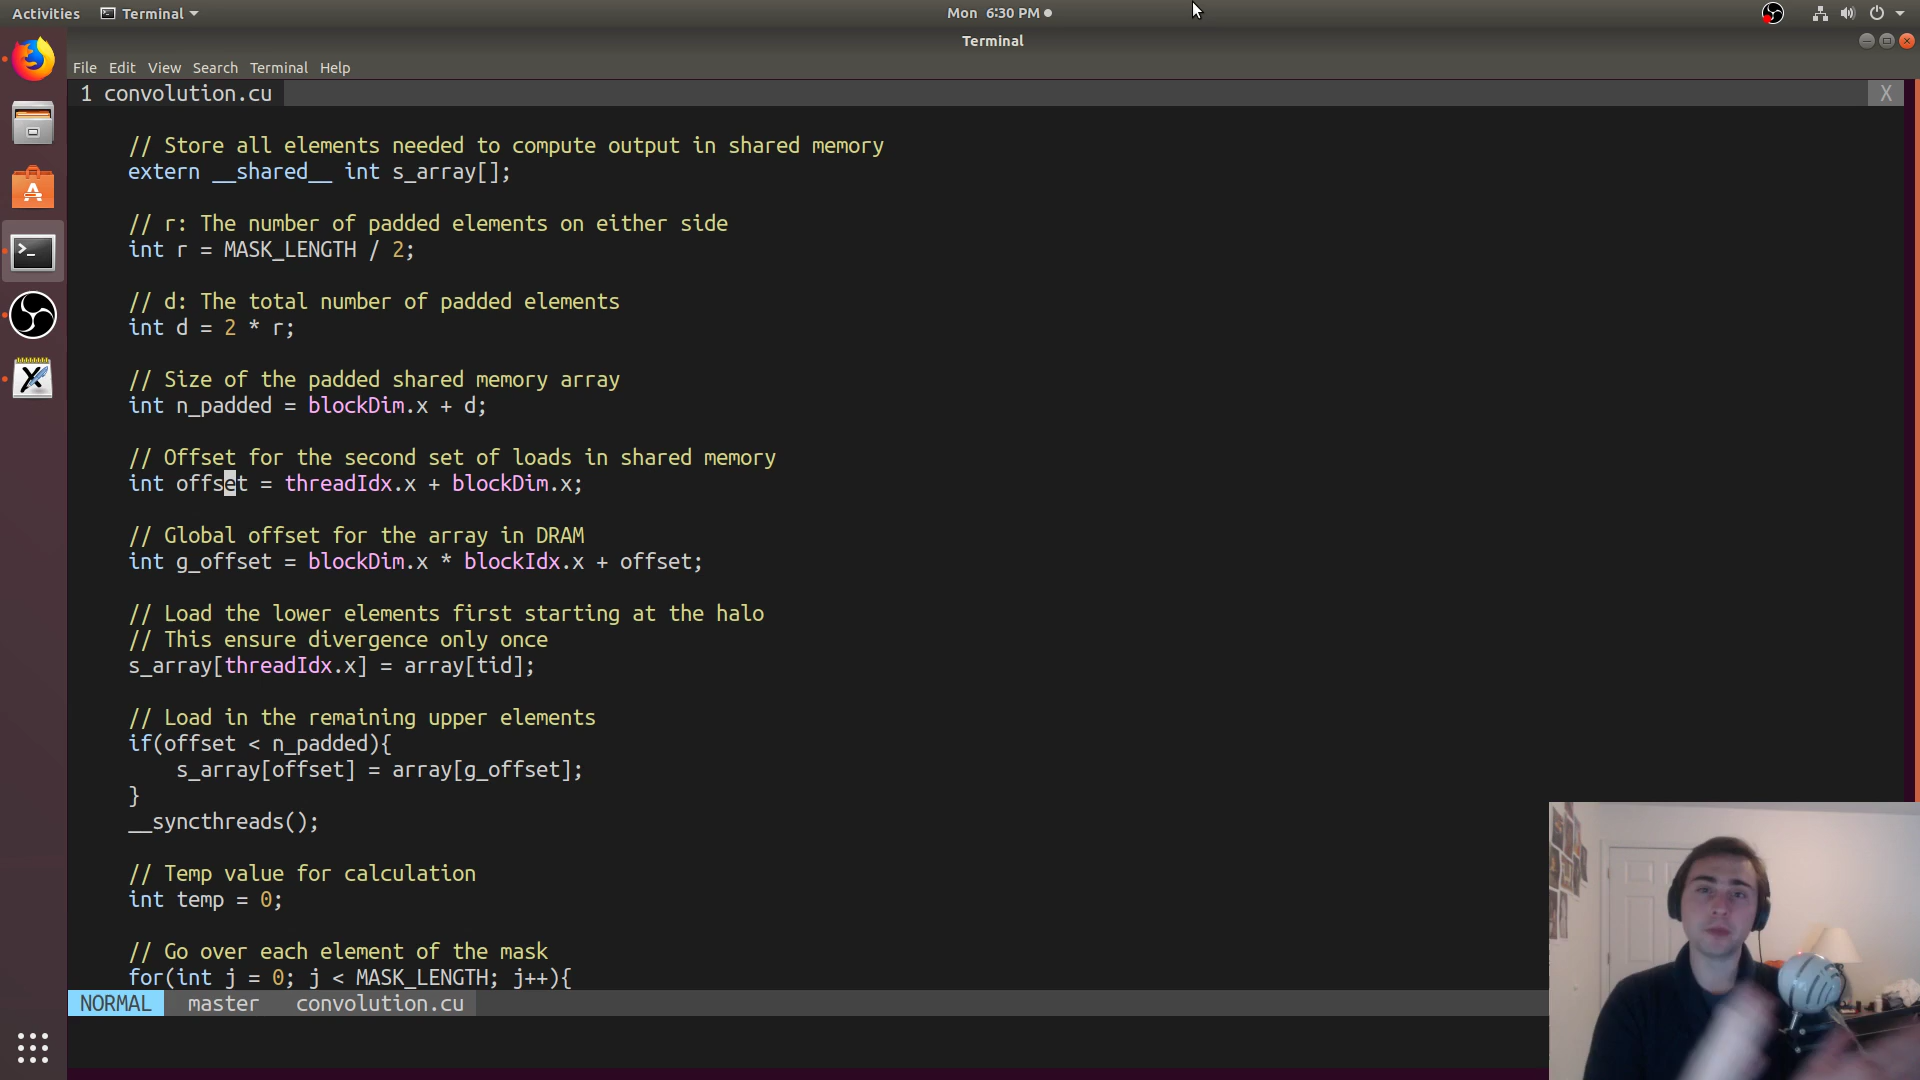 Activities
Terminal
Mon 6:30 PM
Terminal
File Edit View Search Terminal Help
1 convolution.cu
X
// Store all elements needed to compute output in shared memory
extern __shared__ int s_array[];
// r: The number of padded elements on either side
int r = MASK_LENGTH / 2;
// d: The total number of padded elements
int d = 2 * r;
// Size of the padded shared memory array
int n_padded = blockDim.x + d;
// Offset for the second set of loads in shared memory
int offset = threadIdx.x + blockDim.x;
// Global offset for the array in DRAM
int g_offset = blockDim.x * blockIdx.x + offset;
// Load the lower elements first starting at the halo
// This ensure divergence only once
s_array[threadIdx.x] = array[tid];
// Load in the remaining upper elements
if(offset < n_padded){
s_array[offset] = array[g_offset];
}
__syncthreads();
// Temp value for calculation
int temp = 0;
// Go over each element of the mask
for(int j = 0; j < MASK_LENGTH; j++){
NORMAL master convolution.cu